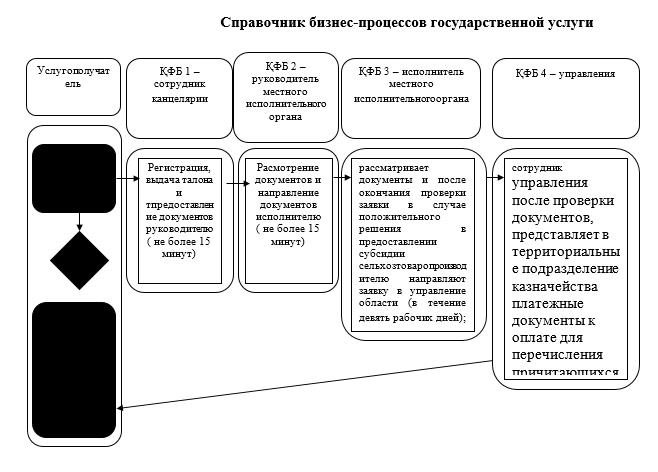 Справочник бизнес-процессов государственной услуги
Услугополучат
ель
ҚФБ 1 –
сотрудник
канцелярии
ҚФБ 2 –
руководитель
местного
исполнительного
органа
ҚФБ 3 – исполнитель
местного
исполнительногооргана
ҚФБ 4 – управления
Регистрация,
выдача талона
и
тпредоставлен
ие документов
руководителю
( не более 15
минут)
Расмотрение
документов и
направление
документов
исполнителю
( не более 15
минут)
рассматривает
документы и после
окончания проверки
заявки в случае
положительного
решения в
предоставлении
субсидии
сельхозтоваропроизвод
ителю направляют
заявку в управление
области (в течение
девять рабочих дней);
сотрудник
управления
после проверки
документов,
представляет в
территориальны
е подразделение
казначейства
платежные
документы к
оплате для
перечисления
причитающихся